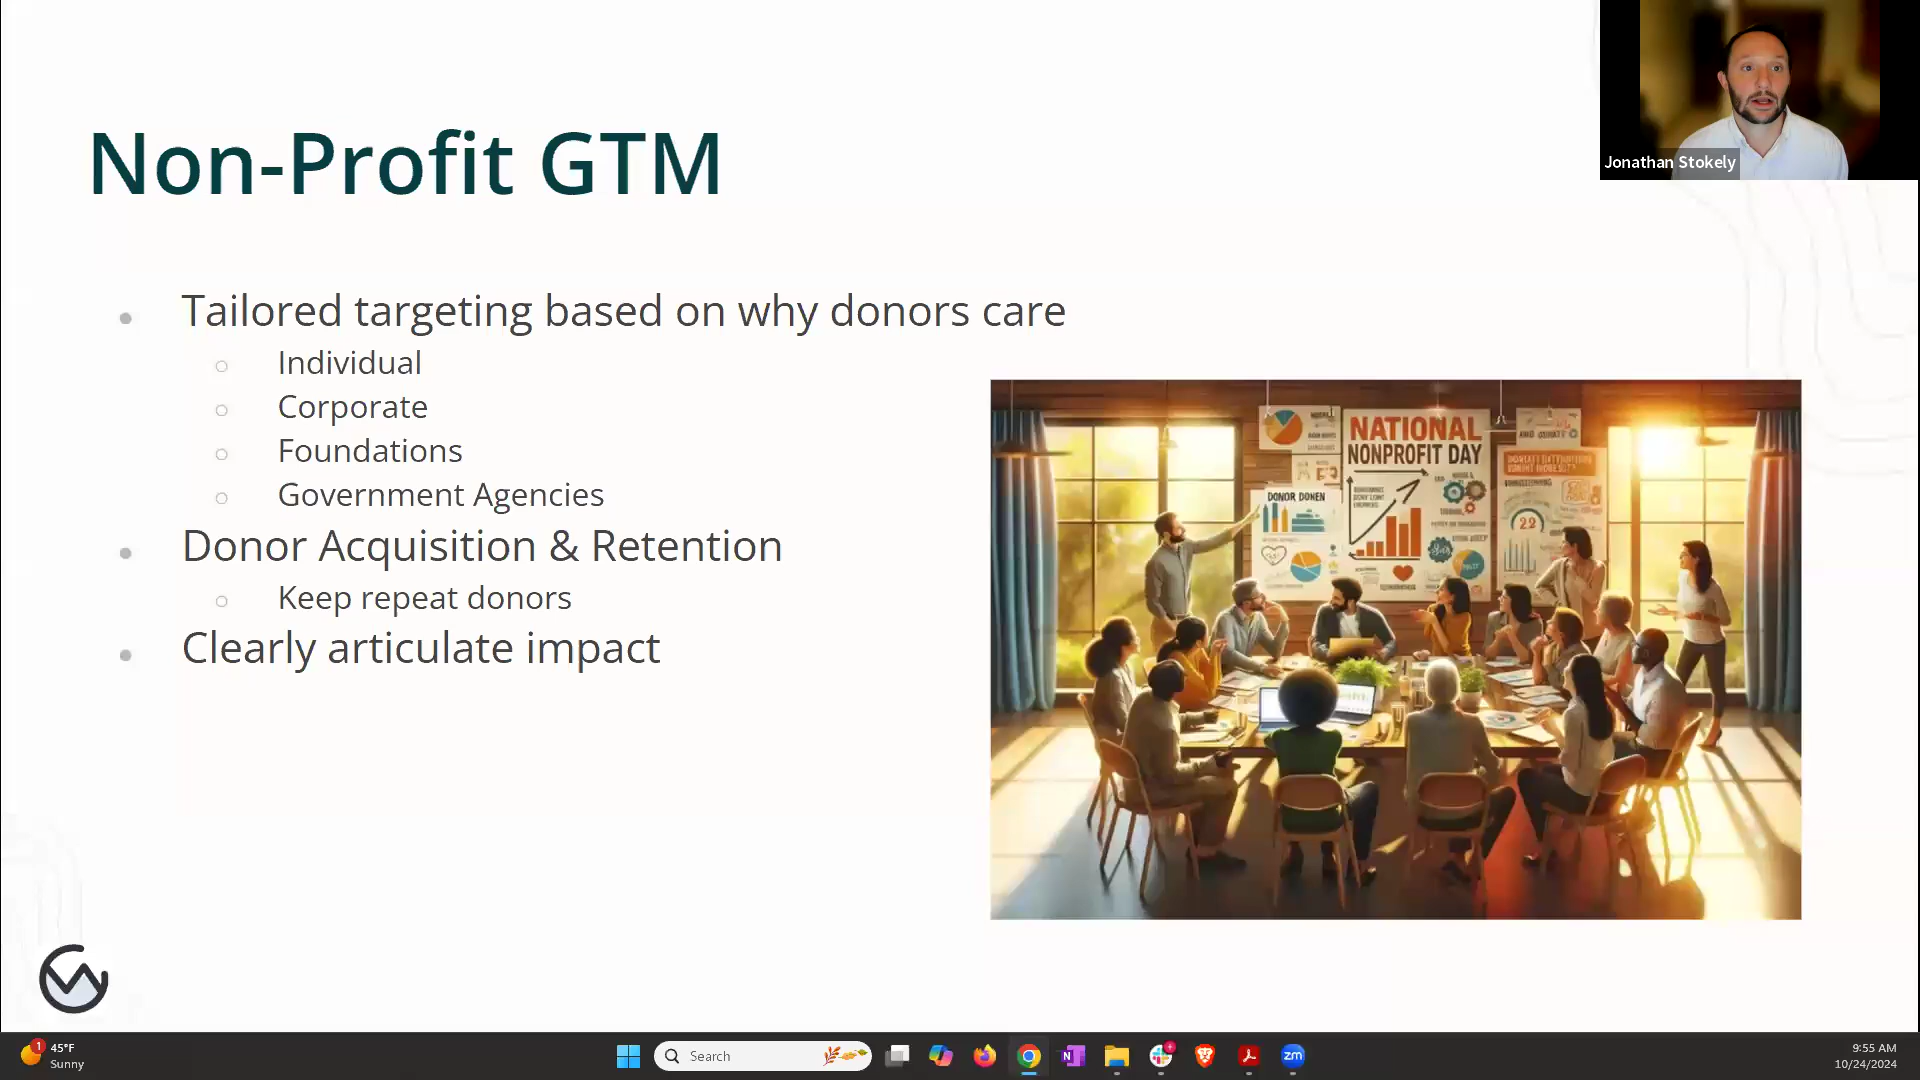 Jonathan Stokely
Non-Profit GTM
Tailored targeting based on why donors care
Individual
Corporate
Foundations
Government Agencies
Donor Acquisition & Retention
Keep repeat donors
Clearly articulate impact
NATIONAL
NONPROFIT DAY
DONOR DONEN
22
1
45°F
Sunny
Search
N
zm
9:55 AM
10/24/2024